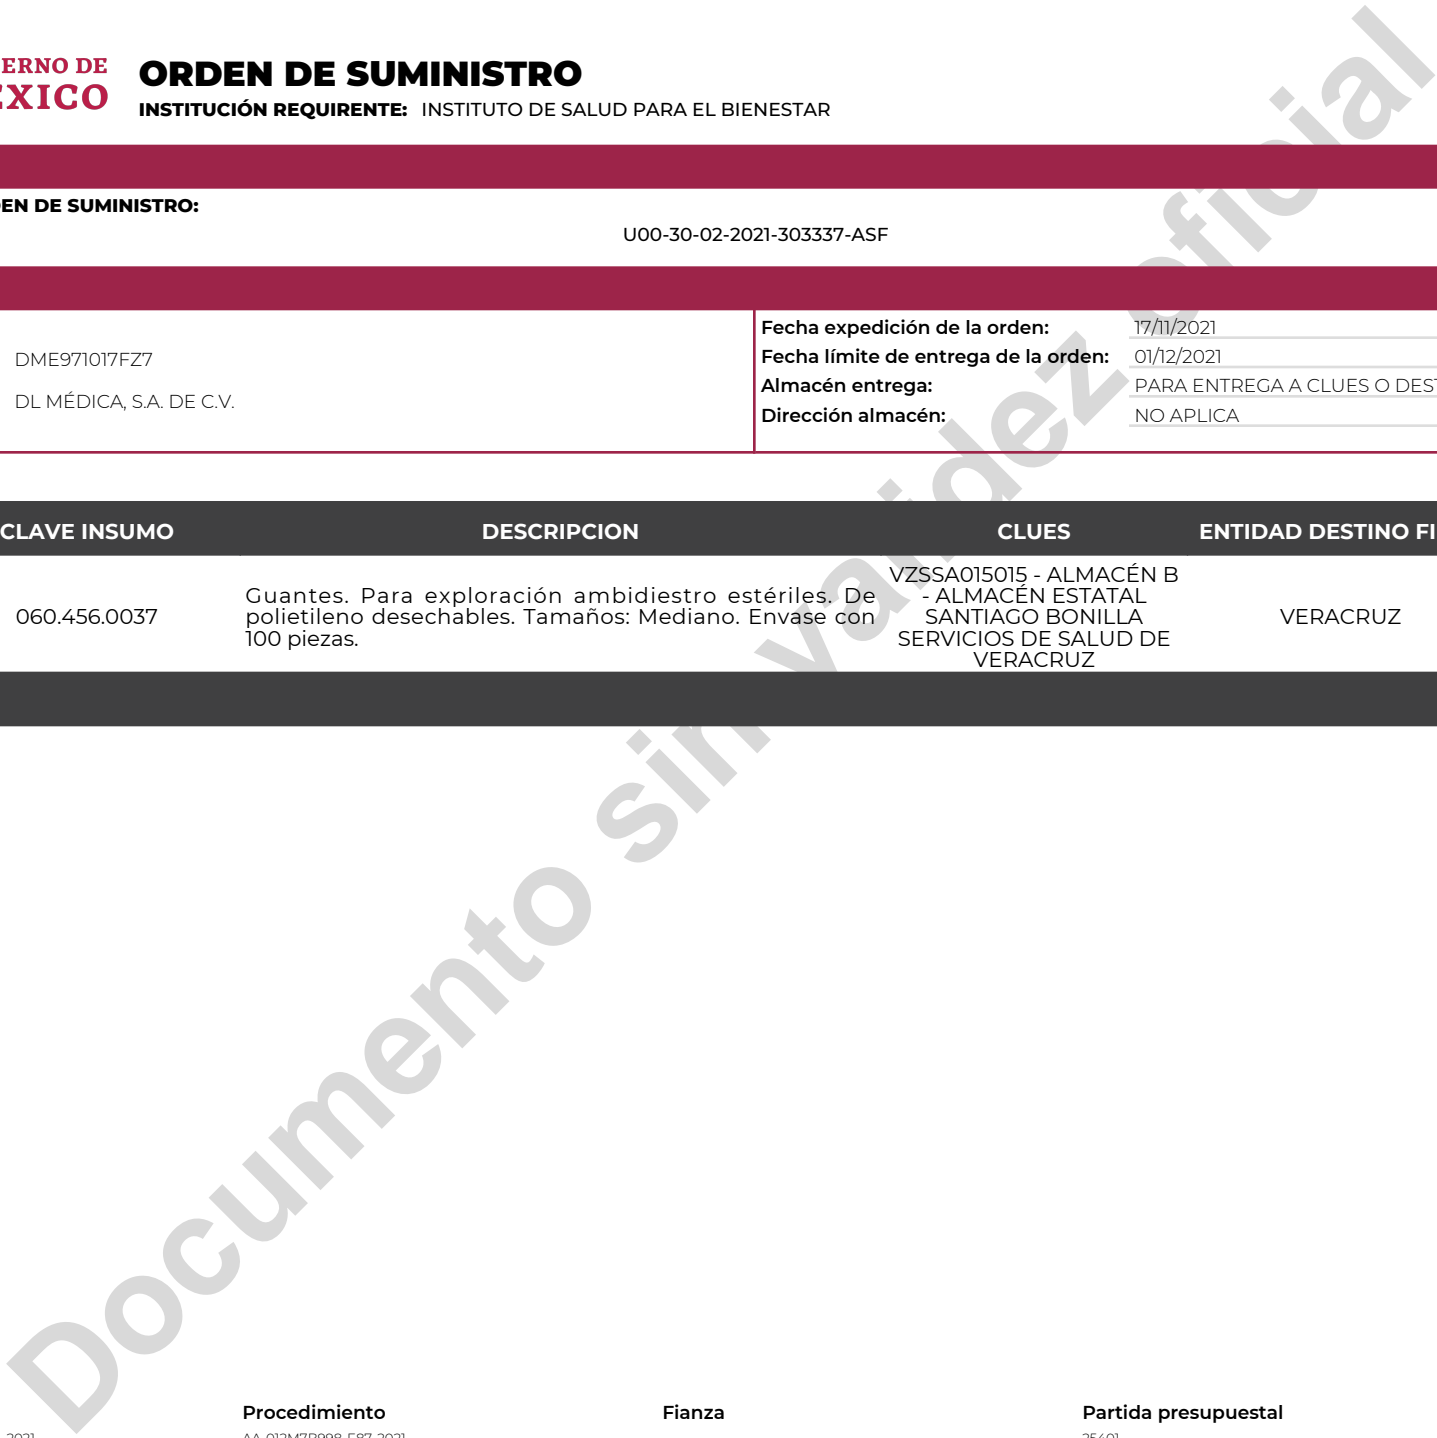 ERNO DE
EXICO
ORDEN DE SUMINISTRO
INSTITUCIÓN REQUIRENTE: INSTITUTO DE SALUD PARA EL BIENESTAR
EN DE SUMINISTRO:
U00-30-02-2021-303337-ASF
DME971017FZ7
DL MÉDICA, S.A. DE C.V.
Fecha expedición de la orden: 17/11/2021
Fecha límite de entrega de la orden: 01/12/2021
Almacén entrega: PARA ENTREGA A CLUES O DEST
Dirección almacén: NO APLICA
CLAVE INSUMO DESCRIPCION CLUES ENTIDAD DESTINO FI
060.456.0037
Guantes. Para exploración ambidiestro estériles. De
polietileno desechables. Tamaños: Mediano. Envase con
100 piezas.
VZSSA015015 - ALMACÉN B
- ALMACÉN ESTATAL
SANTIAGO BONILLA
SERVICIOS DE SALUD DE
VERACRUZ
VERACRUZ
Documento sin validez oficial
Procedimiento Fianza Partida presupuestal